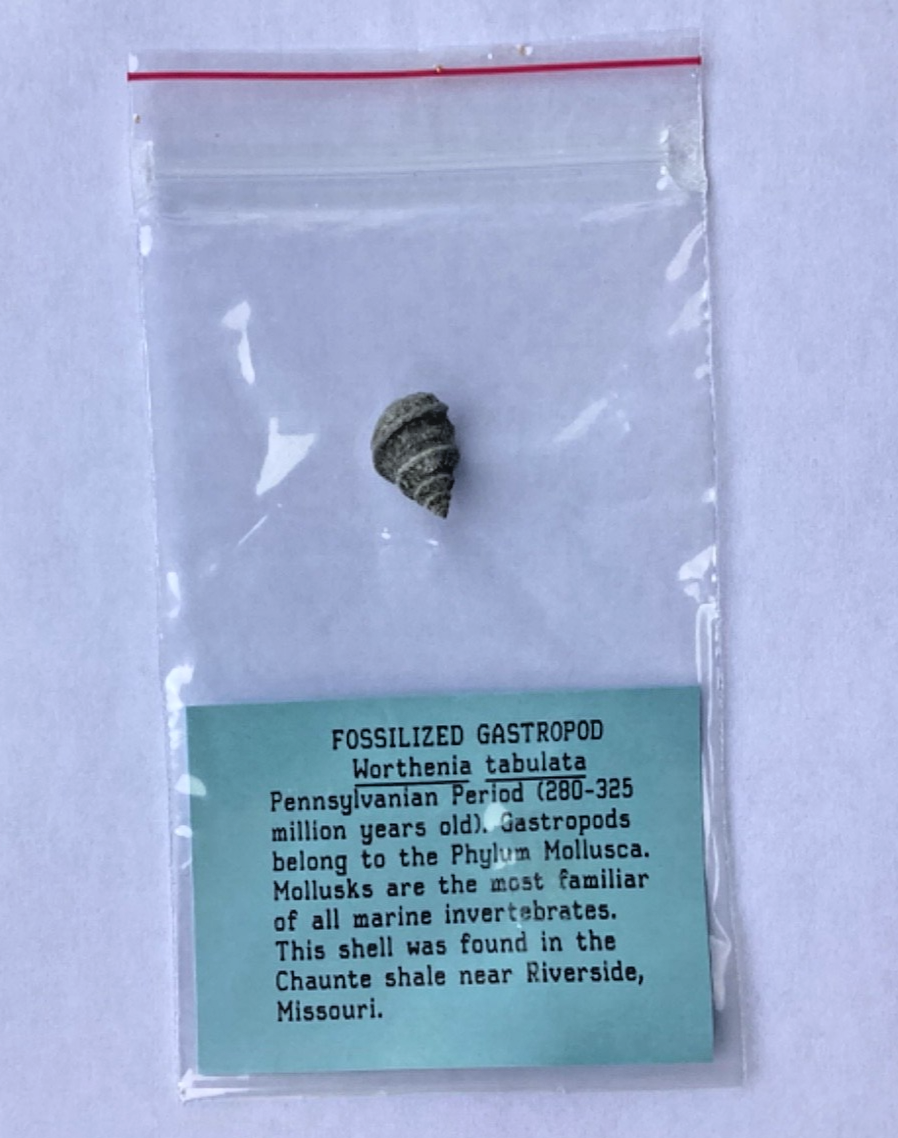 FOSSILIZED GASTROPOD
Worthenia tabulata
Pennsylvanian Period (280-325
million years old). Gastropods
belong to the Phylum Mollusca.
Mollusks are the most familiar
of all marine invertebrates.
This shell was found in the
Chaunte shale near Riverside,
Missouri.